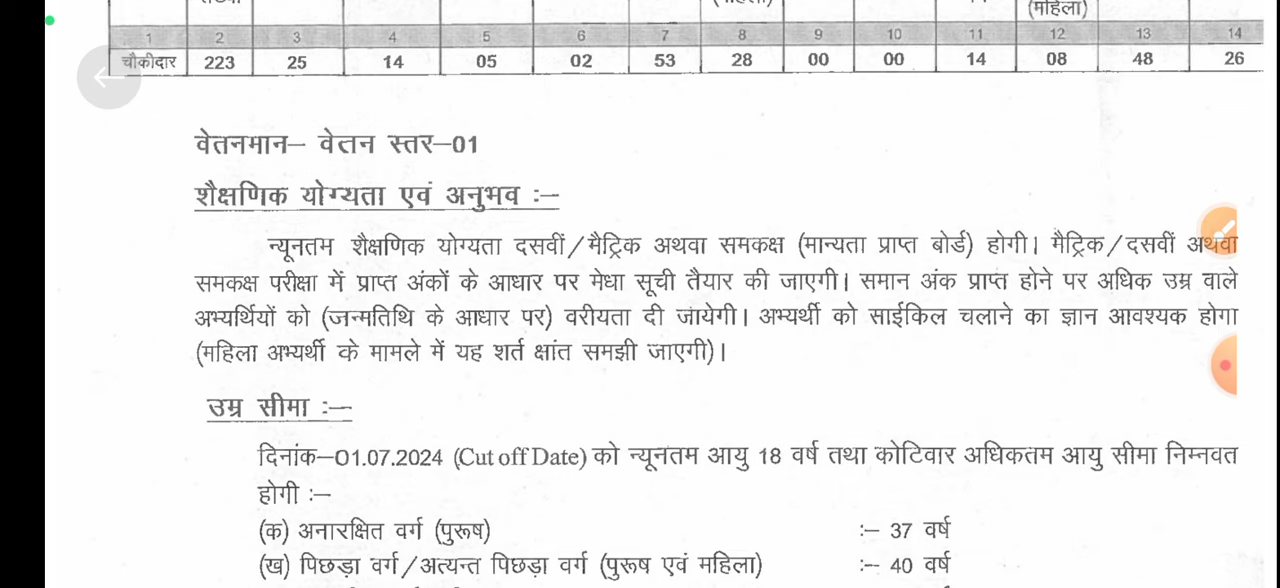 (महिला)
1 2 3 4 5 6 7 8 9 10 11 12 13 14
चौकीदार 223 25 14 05 02 53 28 00 00 14 08 48 26
वेतनमान– वेतन स्तर–01
शैक्षणिक योग्यता एवं अनुभव :–
न्यूनतम शैक्षणिक योग्यता दसवीं/मैट्रिक अथवा समकक्ष (मान्यता प्राप्त बोर्ड) होगी। मैट्रिक/दसवीं अथवा
समकक्ष परीक्षा में प्राप्त अंकों के आधार पर मेधा सूची तैयार की जाएगी। समान अंक प्राप्त होने पर अधिक उम्र वाले
अभ्यर्थियों को (जन्मतिथि के आधार पर) वरीयता दी जायेगी। अभ्यर्थी को साईकिल चलाने का ज्ञान आवश्यक होगा
(महिला अभ्यर्थी के मामले में यह शर्त क्षांत समझी जाएगी)।
उम्र सीमा :–
दिनांक–01.07.2024 (Cut off Date) को न्यूनतम आयु 18 वर्ष तथा कोटिवार अधिकतम आयु सीमा निम्नवत
होगी :–
(क) अनारक्षित वर्ग (पुरूष) :– 37 वर्ष
(ख) पिछड़ा वर्ग/अत्यन्त पिछड़ा वर्ग (पुरूष एवं महिला) :– 40 वर्ष